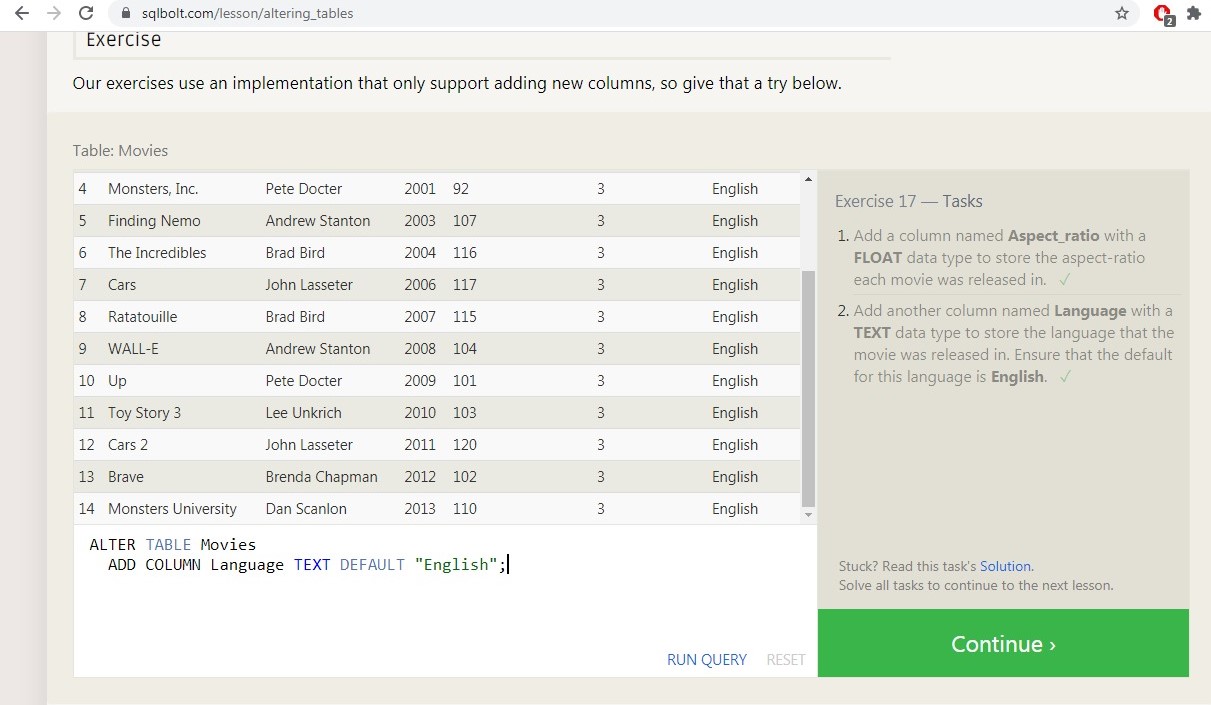 sqlbolt.com/lesson/altering_tables
2
Exercise
Our exercises use an implementation that only support adding new columns, so give that a try below.
Table: Movies
4 Monsters, Inc. Pete Docter 2001 92 3 English
5 Finding Nemo Andrew Stanton 2003 107 3 English
6 The Incredibles Brad Bird 2004 116 3 English
7 Cars John Lasseter 2006 117 3 English
8 Ratatouille Brad Bird 2007 115 3 English
9 WALL-E Andrew Stanton 2008 104 3 English
10 Up Pete Docter 2009 101 3 English
11 Toy Story 3 Lee Unkrich 2010 103 3 English
12 Cars 2 John Lasseter 2011 120 3 English
13 Brave Brenda Chapman 2012 102 3 English
14 Monsters University Dan Scanlon 2013 110 3 English
ALTER TABLE Movies
ADD COLUMN Language TEXT DEFAULT "English";
RUN QUERY RESET
Exercise 17 — Tasks
1. Add a column named Aspect_ratio with a
FLOAT data type to store the aspect-ratio
each movie was released in. ✓
2. Add another column named Language with a
TEXT data type to store the language that the
movie was released in. Ensure that the default
for this language is English. ✓
Stuck? Read this task's Solution.
Solve all tasks to continue to the next lesson.
Continue ›